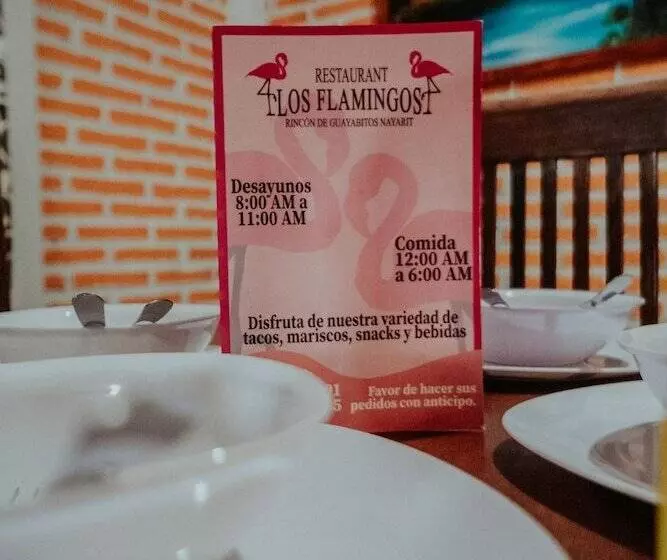 RESTAURANT
LOS FLAMINGOS
RINCÓN DE GUAYABITOS NAYARIT
Desayunos
8:00 AM a
11:00 AM
Comida
12:00 AM
a 6:00 AM
Disfruta de nuestra variedad de
tacos, mariscos, snacks y bebidas
Favor de hacer sus
pedidos con anticipo.